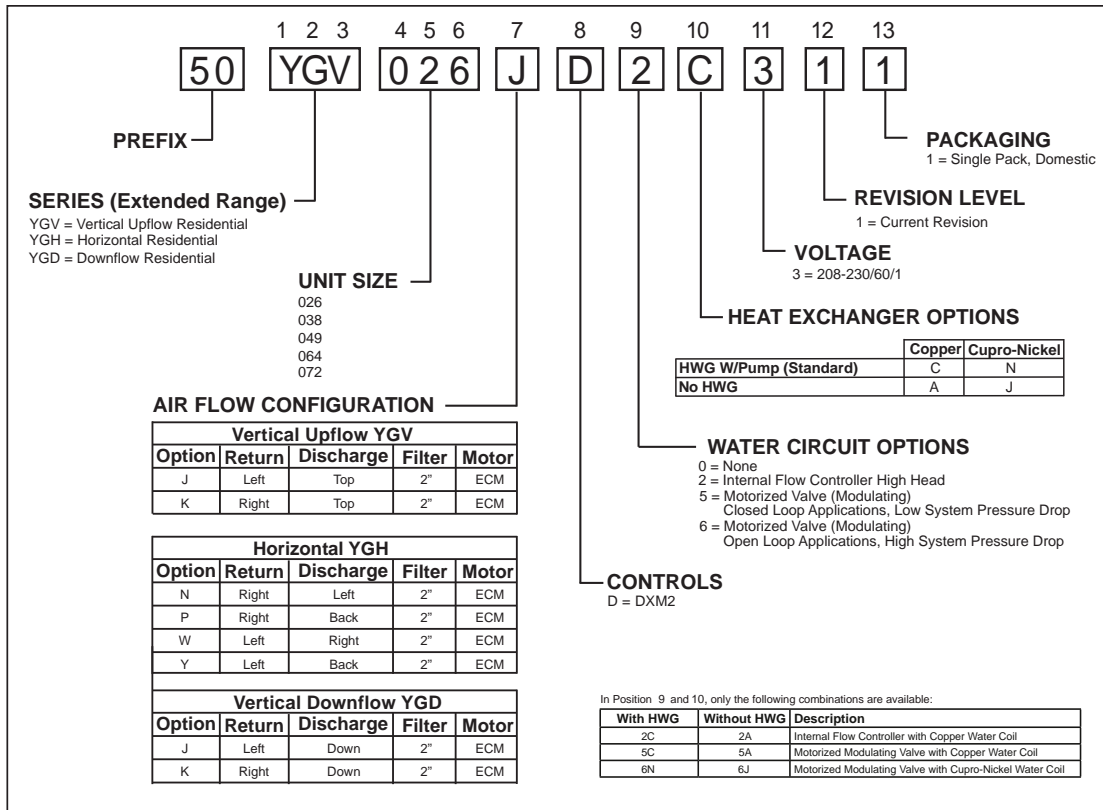 1 2 3 4 5 6 7 8 9 10 11 12 13
50 YGV 026 J D 2 C 3 1 1
PREFIX
SERIES (Extended Range)
YGV = Vertical Upflow Residential
YGH = Horizontal Residential
YGD = Downflow Residential
UNIT SIZE
026
038
049
064
072
AIR FLOW CONFIGURATION
Vertical Upflow YGV
Option Return Discharge Filter Motor
J Left Top 2” ECM
K Right Top 2” ECM
Horizontal YGH
Option Return Discharge Filter Motor
N Right Left 2” ECM
P Right Back 2” ECM
W Left Right 2” ECM
Y Left Back 2” ECM
Vertical Downflow YGD
Option Return Discharge Filter Motor
J Left Down 2” ECM
K Right Down 2” ECM
PACKAGING
1 = Single Pack, Domestic
REVISION LEVEL
1 = Current Revision
VOLTAGE
3 = 208-230/60/1
HEAT EXCHANGER OPTIONS
Copper Cupro-Nickel
HWG W/Pump (Standard) C N
No HWG A J
WATER CIRCUIT OPTIONS
0 = None
2 = Internal Flow Controller High Head
5 = Motorized Valve (Modulating)
Closed Loop Applications, Low System Pressure Drop
6 = Motorized Valve (Modulating)
Open Loop Applications, High System Pressure Drop
CONTROLS
D = DXM2
In Position 9 and 10, only the following combinations are available:
With HWG Without HWG Description
2C 2A Internal Flow Controller with Copper Water Coil
5C 5A Motorized Modulating Valve with Copper Water Coil
6N 6J Motorized Modulating Valve with Cupro-Nickel Water Coil